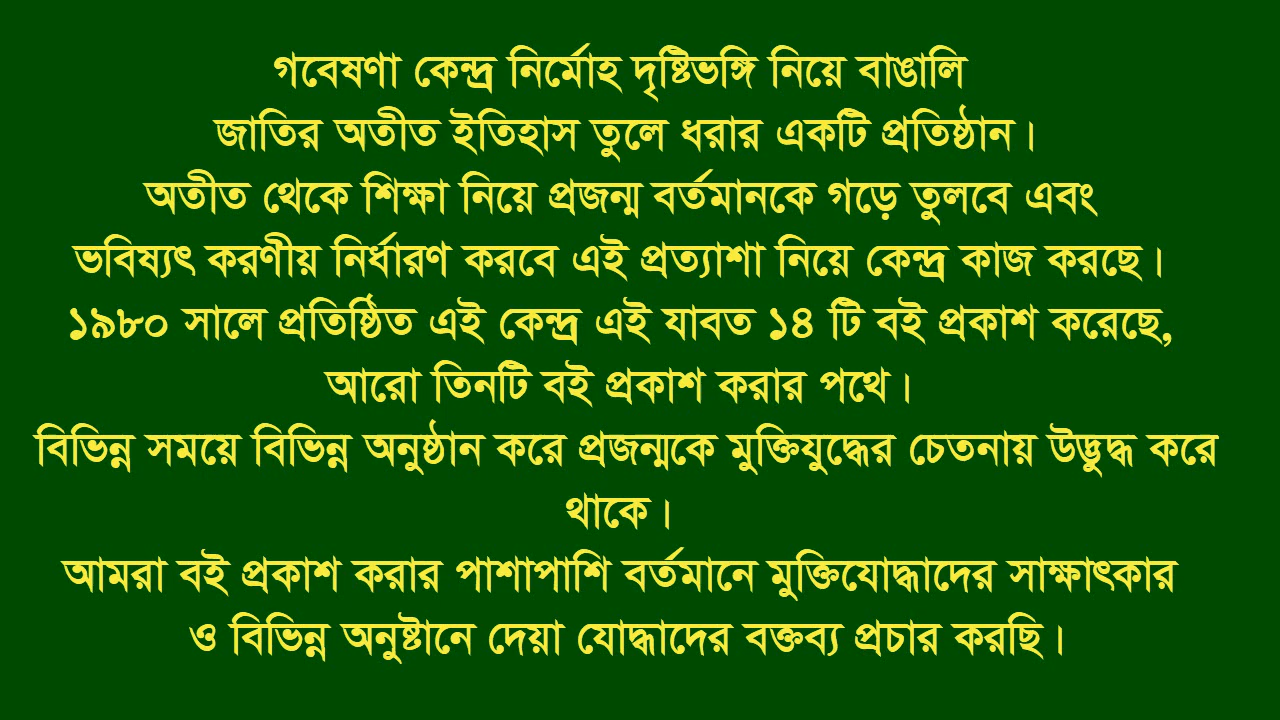 গবেষণা কেন্দ্র নির্মোহ দৃষ্টিভঙ্গি নিয়ে বাঙালি
জাতির অতীত ইতিহাস তুলে ধরার একটি প্রতিষ্ঠান।
অতীত থেকে শিক্ষা নিয়ে প্রজন্ম বর্তমানকে গড়ে তুলবে এবং
ভবিষ্যৎ করণীয় নির্ধারণ করবে এই প্রত্যাশা নিয়ে কেন্দ্র কাজ করছে।
১৯৮০ সালে প্রতিষ্ঠিত এই কেন্দ্র এই যাবত ১৪ টি বই প্রকাশ করেছে,
আরো তিনটি বই প্রকাশ করার পথে।
বিভিন্ন সময়ে বিভিন্ন অনুষ্ঠান করে প্রজন্মকে মুক্তিযুদ্ধের চেতনায় উদ্ভুদ্ধ করে
থাকে।
আমরা বই প্রকাশ করার পাশাপাশি বর্তমানে মুক্তিযোদ্ধাদের সাক্ষাৎকার
ও বিভিন্ন অনুষ্টানে দেয়া যোদ্ধাদের বক্তব্য প্রচার করছি।